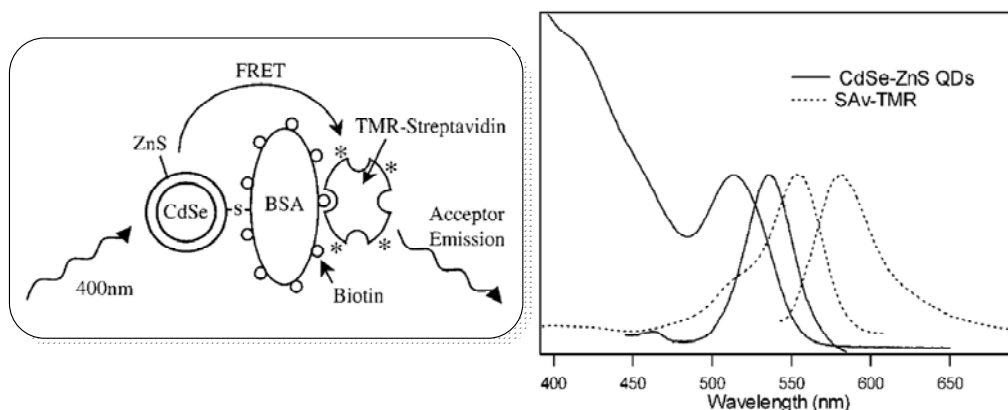 FRET
ZnS
TMR-Streptavidin
*
*
CdSe
-s-
BSA
Acceptor
Emission
*
*
400nm
Biotin
CdSe-ZnS QDs
SAv-TMR
400 450 500 550 600 650
Wavelength (nm)